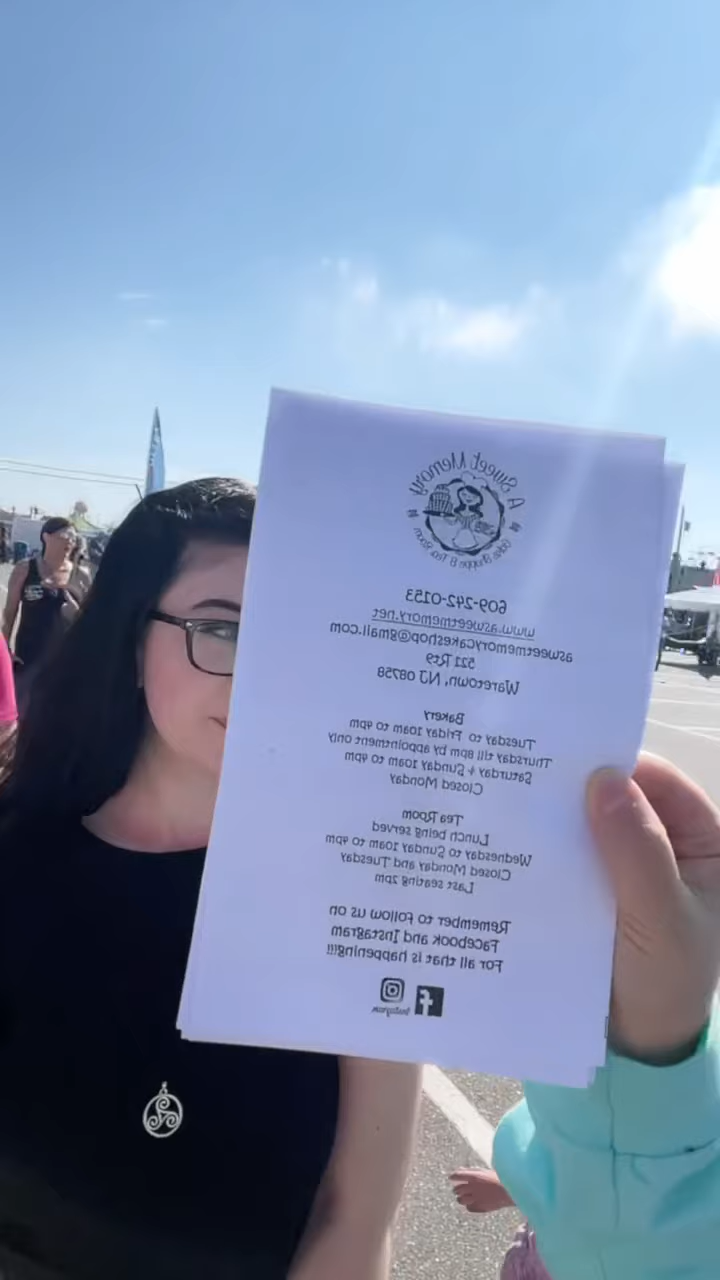 A Sweet Memory
Cake Shoppe & Tea Room
609-242-0153
www.asweetmemory.net
asweetmemorycakeshop@gmail.com
521 Rt9
Waretown, NJ 08758
Bakery
Tuesday to Friday 10am to 4pm
Thursday till 8pm by appointment only
Saturday + Sunday 10am to 4pm
Closed Monday
Tea Room
Lunch being served
Wednesday to Sunday 10am to 4pm
Closed Monday and Tuesday
Last seating 2pm
Remember to follow us on
Facebook and Instagram
For all that is happening!!!
f
Instagram